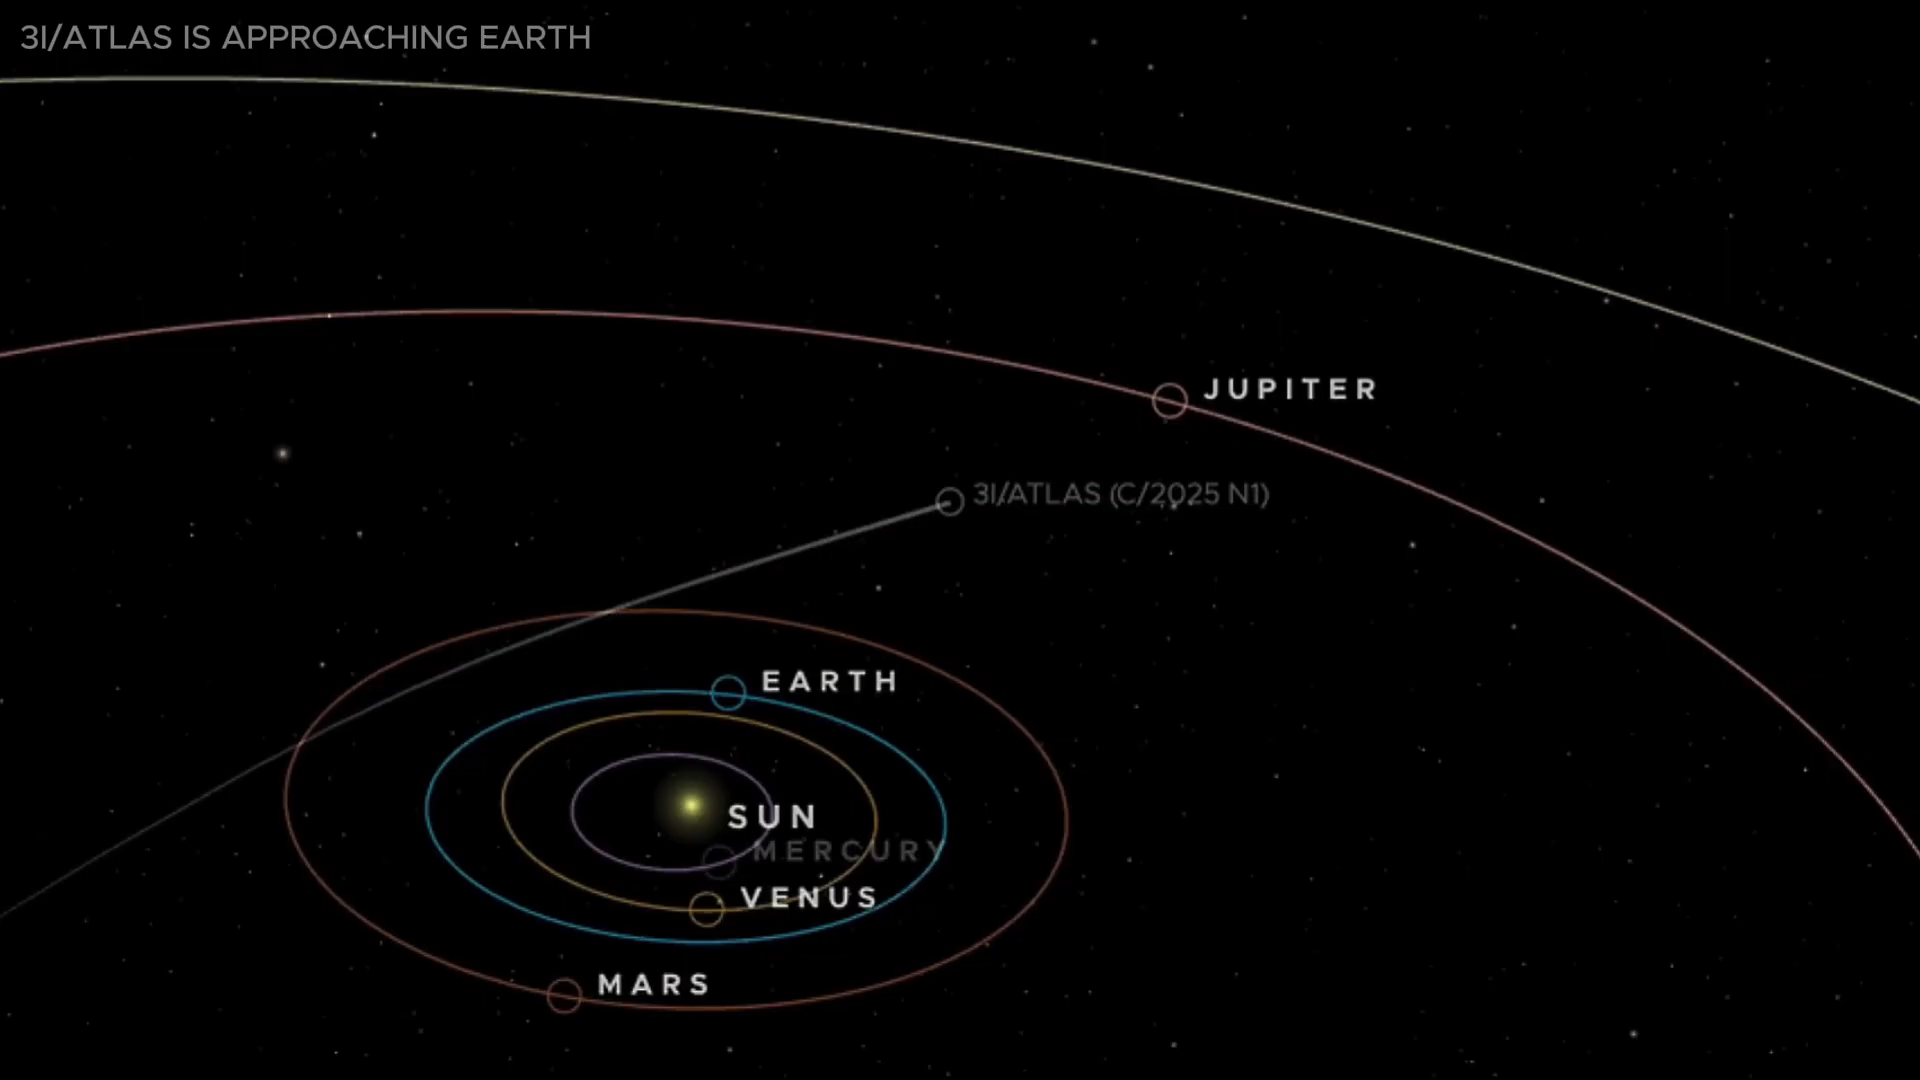 3I/ATLAS IS APPROACHING EARTH
JUPITER
3I/ATLAS (C/2025 N1)
EARTH
SUN
MERCURY
VENUS
MARS